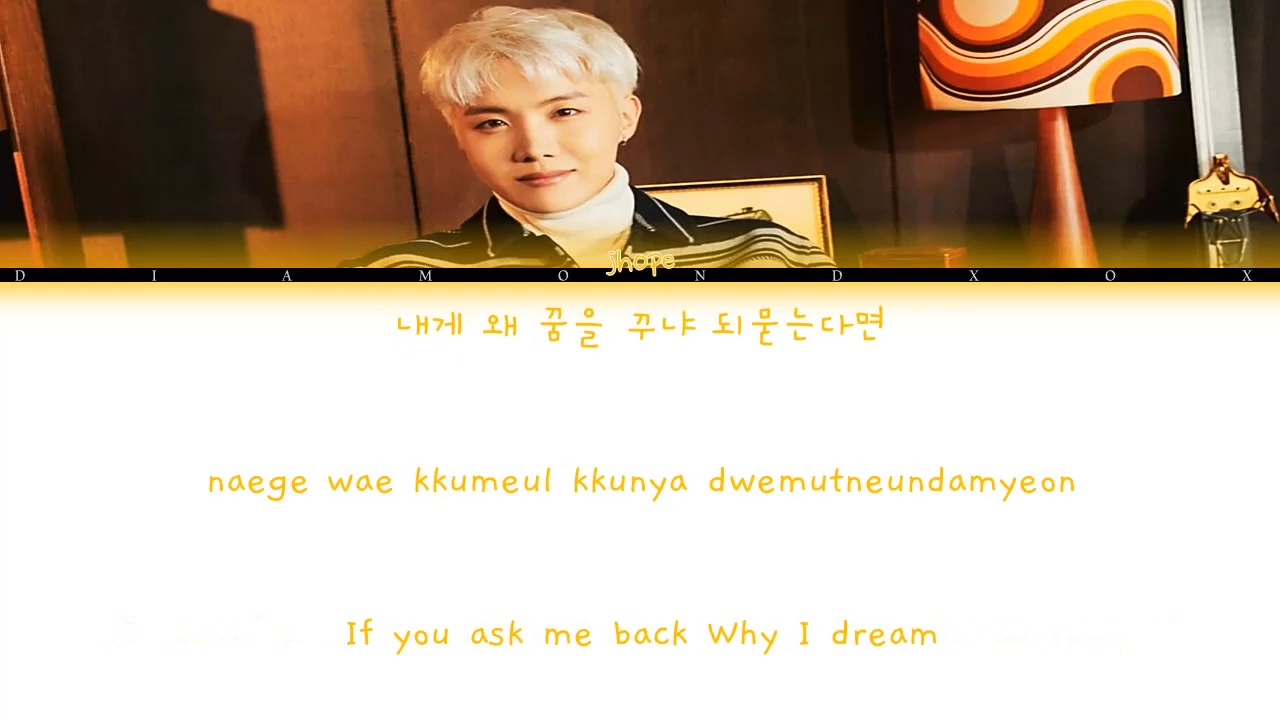 jhope
D I A M O N D X O X
내게 왜 꿈을 꾸냐 되묻는다면
naege wae kkumeul kkunya dwemutneundamyeon
If you ask me back Why I dream